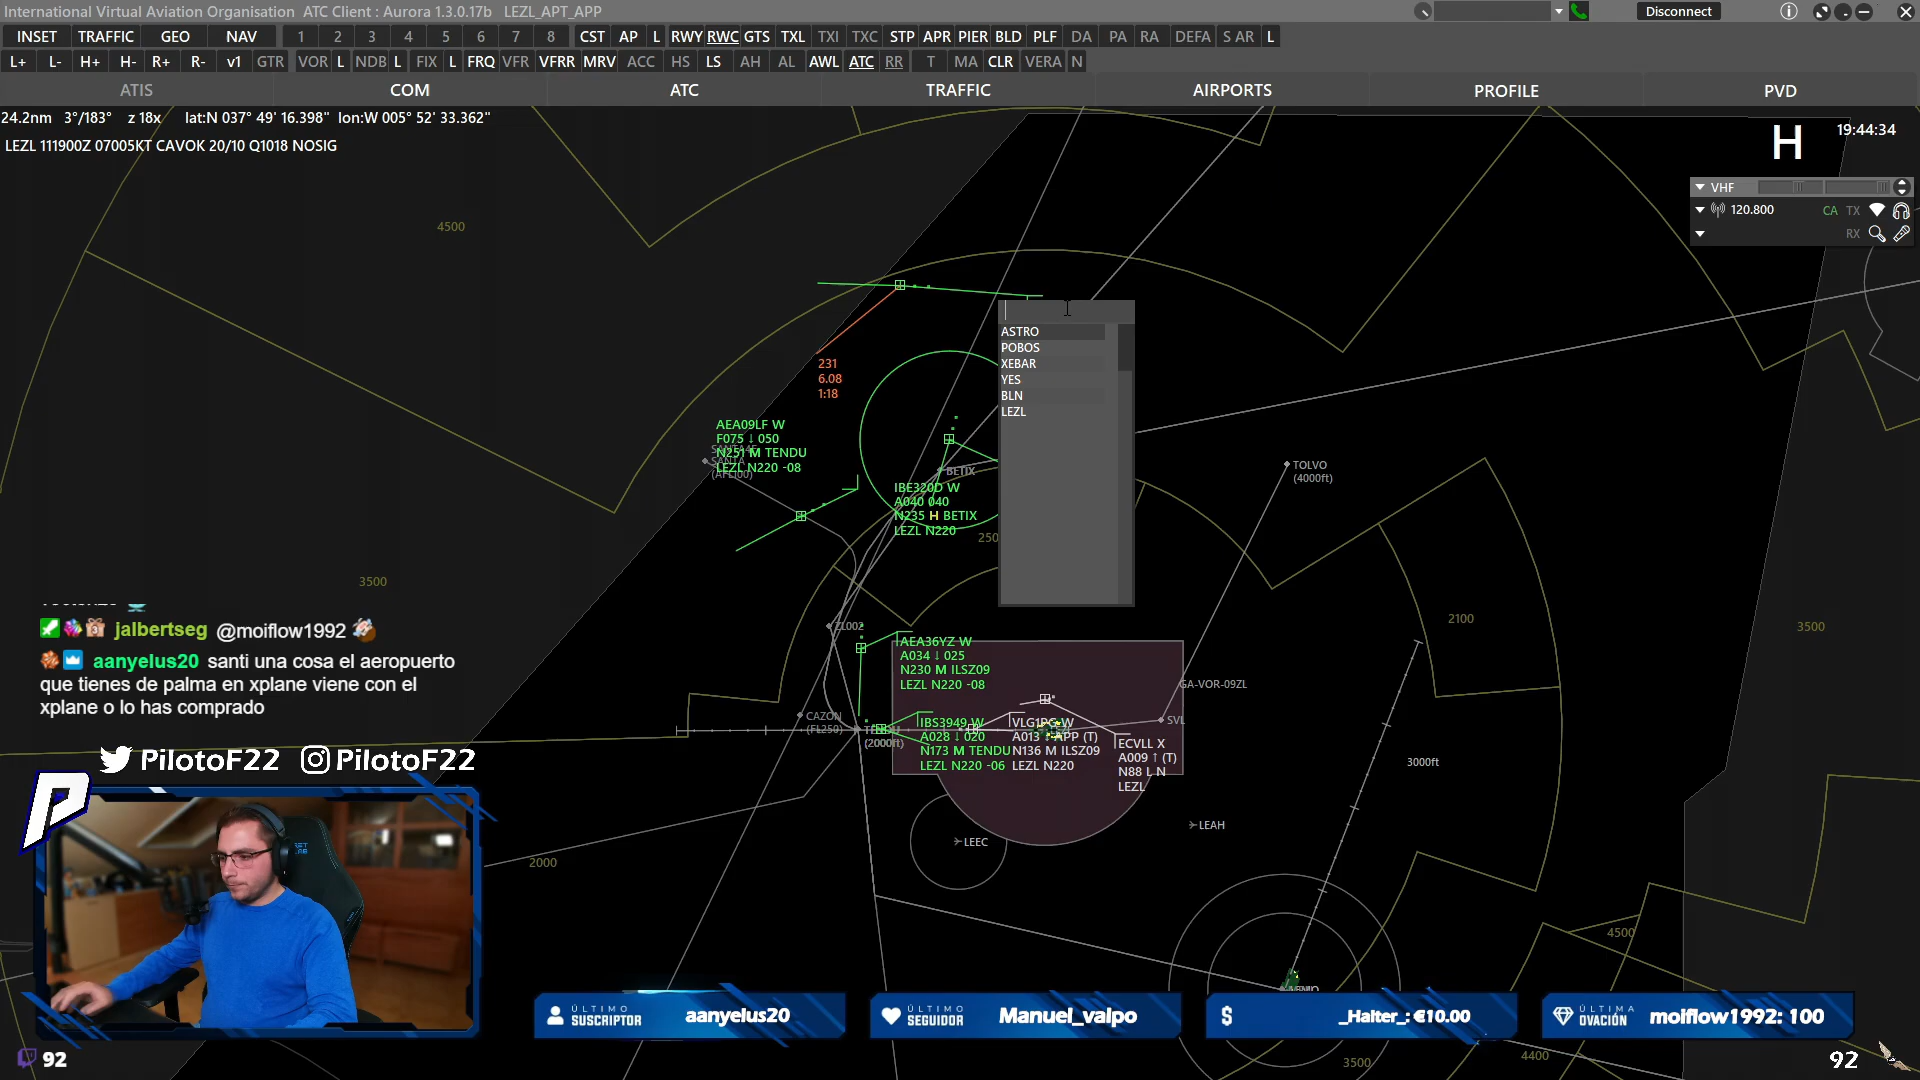 International Virtual Aviation Organisation ATC Client : Aurora 1.3.0.17b LEZL_APT_APP
Disconnect
INSET TRAFFIC GEO NAV 1 2 3 4 5 6 7 8 CST AP L RWY RWC GTS TXL TXI TXC STP APR PIER BLD PLF DA PA RA DEFA S AR L
L+ L- H+ H- R+ R- v1 GTR VOR L NDB L FIX L FRQ VFR VFRR MRV ACC HS LS AH AL AWL ATC RR T MA CLR VERA N
ATIS COM ATC TRAFFIC AIRPORTS PROFILE PVD
24.2nm 3°/183° z 18x lat:N 037° 49' 16.398" lon:W 005° 52' 33.362"
LEZL 111900Z 07005KT CAVOK 20/10 Q1018 NOSIG
H
19:44:34
VHF
120.800 CA TX
RX
4500
ASTRO
POBOS
XEBAR
YES
BLN
LEZL
231
6.08
1:18
AEA09LF W
F075 ↓ 050
N251 M TENDU
LEZL N220 -08
BETIX
IBE320D W
A040 040
N235 H BETIX
LEZL N220
250
TOLVO
(4000ft)
3500
2100
3500
ZL002
AEA36YZ W
A034 ↓ 025
N230 M ILSZ09
LEZL N220 -08
GA-VOR-09ZL
SVL
CAZON
(FL250)
(2000ft)
IBS3949 W
A028 ↓ 020
N173 M TENDU
LEZL N220 -06
VLG1PG W
A013 ↓ APP (T)
N136 M ILSZ09
LEZL N220
ECVLL X
A009 ↑ (T)
N88 L N
LEZL
3000ft
LEEC
LEAH
2000
4500
3500
4400
jalbertseg @moiflow1992
aanyelus20 santi una cosa el aeropuerto
que tienes de palma en xplane viene con el
xplane o lo has comprado
PilotoF22 PilotoF22
P
ÚLTIMO SUSCRIPTOR aanyelus20
ÚLTIMO SEGUIDOR Manuel_valpo
$ _Halter_: €10.00
ÚLTIMA OVACIÓN moiflow1992: 100
92
92